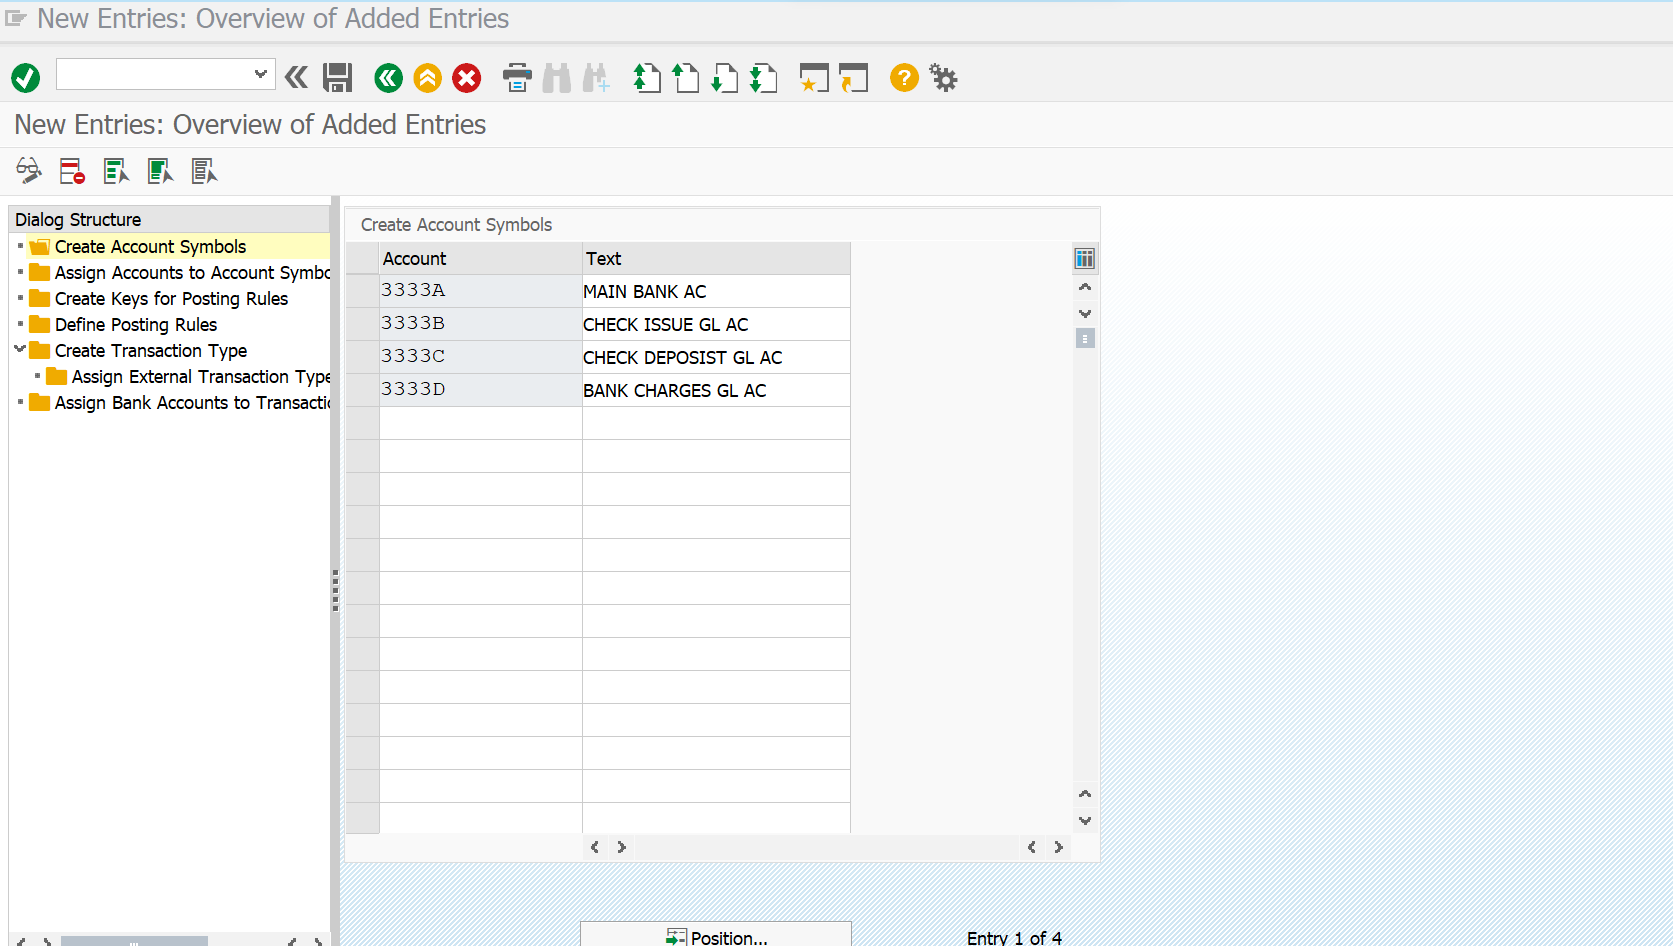 New Entries: Overview of Added Entries
New Entries: Overview of Added Entries
Dialog Structure
Create Account Symbols
Assign Accounts to Account Symbo
Create Keys for Posting Rules
Define Posting Rules
Create Transaction Type
Assign External Transaction Type
Assign Bank Accounts to Transactio
Create Account Symbols
Account Text
3333A MAIN BANK AC
3333B CHECK ISSUE GL AC
3333C CHECK DEPOSIST GL AC
3333D BANK CHARGES GL AC
Position... Entry 1 of 4